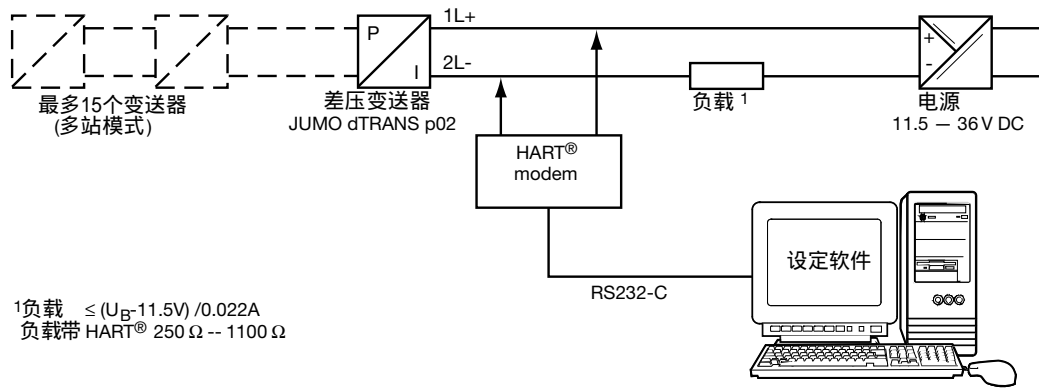 1L+
P
+
-
I
2L-
最多15个变送器
(多站模式)
差压变送器
JUMO dTRANS p02
负载 ¹
电源
11.5 – 36V DC
HART®
modem
设定软件
RS232-C
¹负载 ≤ (UB-11.5V) /0.022A
负载带 HART® 250 Ω -- 1100 Ω